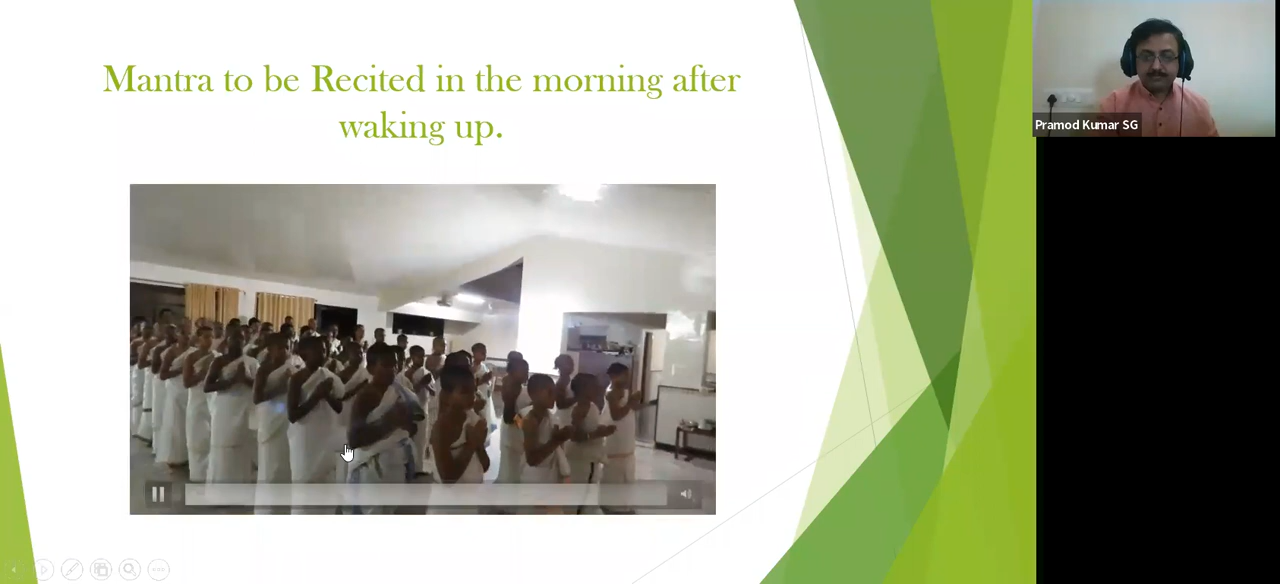 Mantra to be Recited in the morning after
waking up.
Pramod Kumar SG